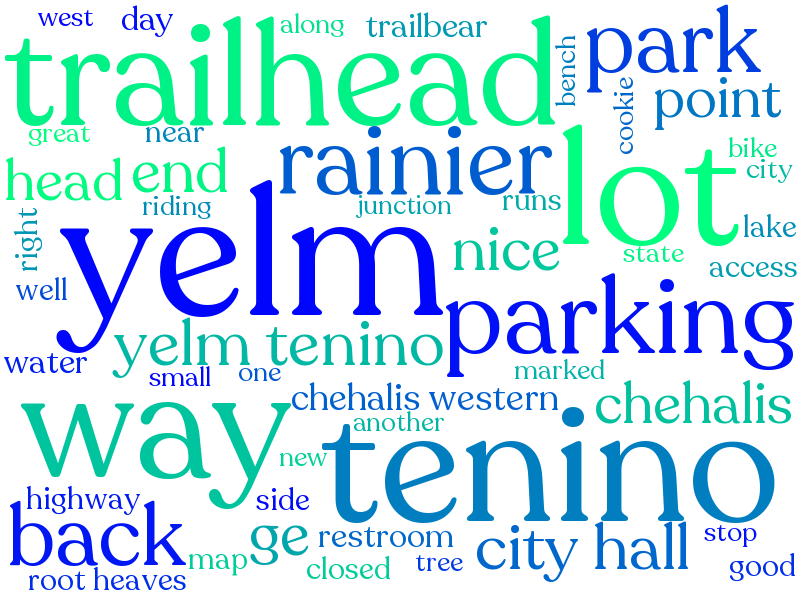 west day along trailbear
trailhead bench park
cookie point
great near
head end rainier lot bike
city
right riding junction runs
yelm nice state lake
access
well
water yelm tenino parking
small one marked
chehalis western chehalis
way another
new tenino
highway side
back ge restroom city hall stop
map closed tree good
root heaves